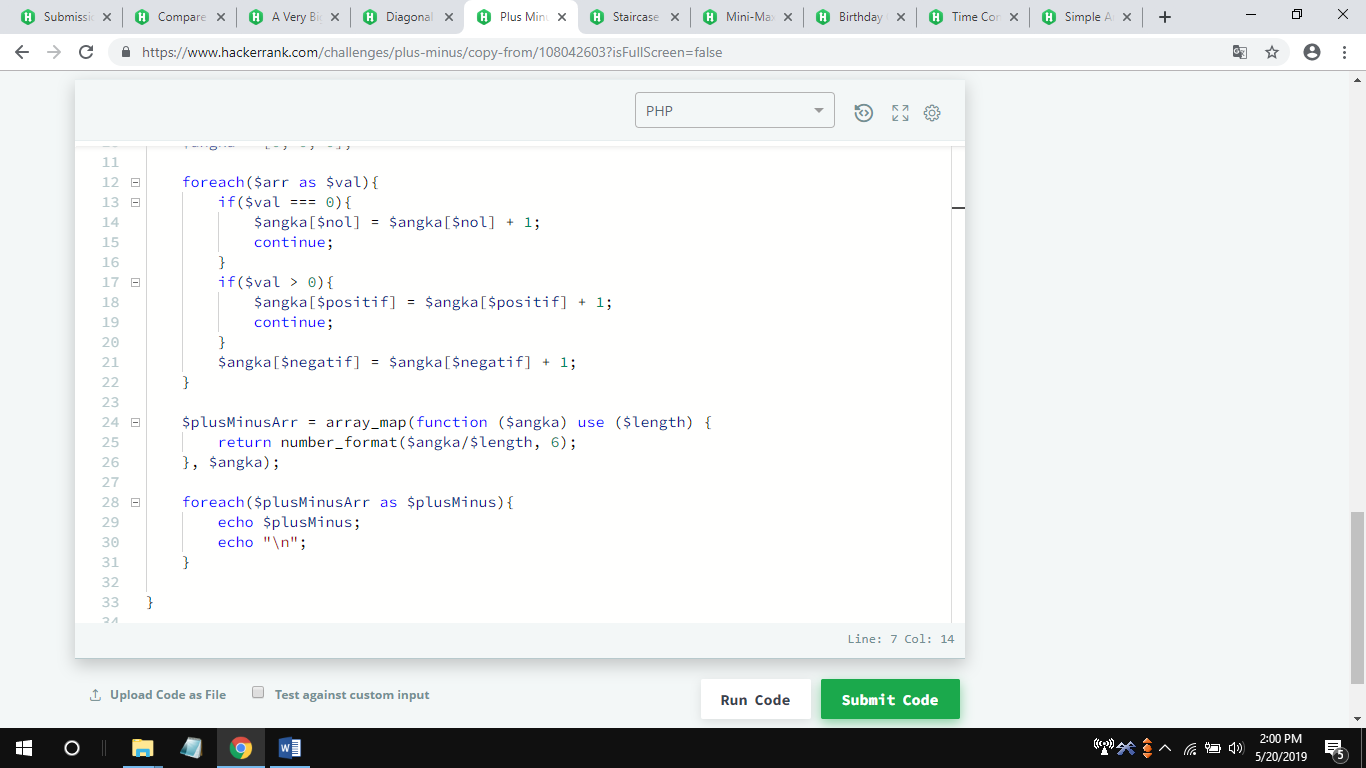 Submissi
Compare
A Very Bi
Diagonal
Plus Minu
Staircase
Mini-Max
Birthday
Time Con
Simple A
https://www.hackerrank.com/challenges/plus-minus/copy-from/108042603?isFullScreen=false
PHP
11
12 foreach($arr as $val){
13 if($val === 0){
14 $angka[$nol] = $angka[$nol] + 1;
15 continue;
16 }
17 if($val > 0){
18 $angka[$positif] = $angka[$positif] + 1;
19 continue;
20 }
21 $angka[$negatif] = $angka[$negatif] + 1;
22 }
23
24 $plusMinusArr = array_map(function ($angka) use ($length) {
25 return number_format($angka/$length, 6);
26 }, $angka);
27
28 foreach($plusMinusArr as $plusMinus){
29 echo $plusMinus;
30 echo "\n";
31 }
32
33 }
34
Line: 7 Col: 14
Upload Code as File
Test against custom input
Run Code
Submit Code
2:00 PM
5/20/2019
5